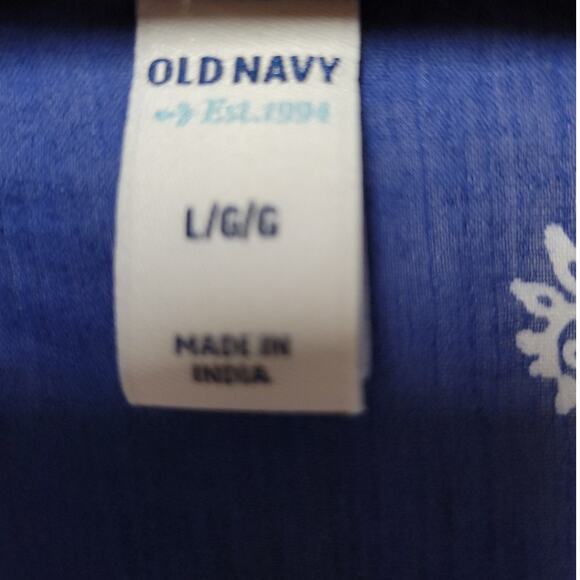 OLD NAVY
Est. 1994
L/G/G
MADE IN
INDIA